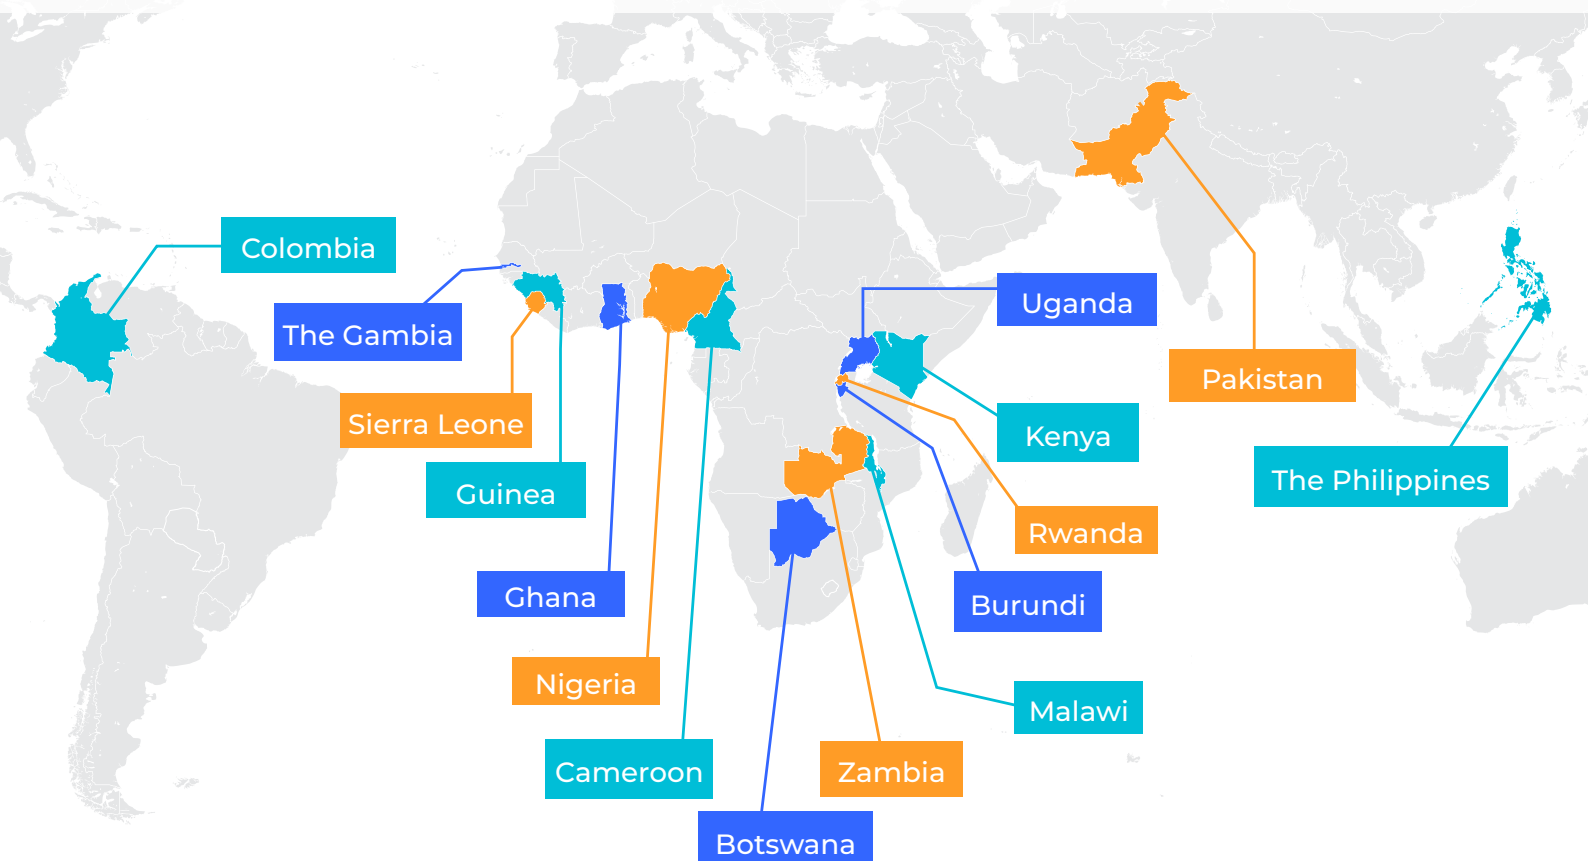 Colombia
The Gambia
Uganda
Pakistan
Sierra Leone
Kenya
The Philippines
Guinea
Rwanda
Ghana
Burundi
Nigeria
Malawi
Cameroon
Zambia
Botswana